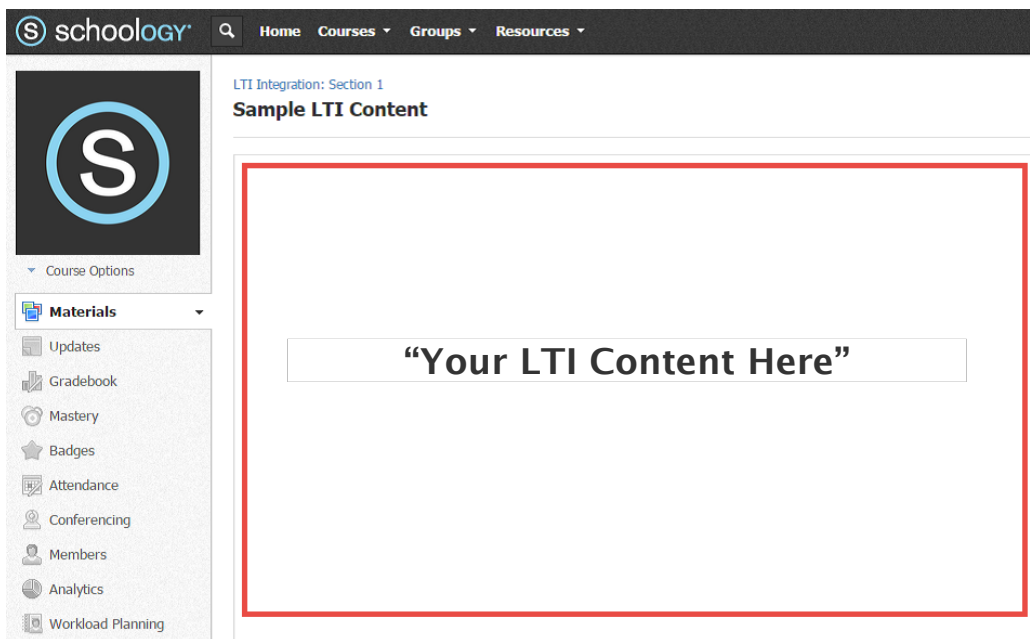 S schoology Home Courses Groups Resources
S
LTI Integration: Section 1
Sample LTI Content
Course Options
Materials
Updates
Gradebook
Mastery
Badges
Attendance
Conferencing
Members
Analytics
Workload Planning
“Your LTI Content Here”